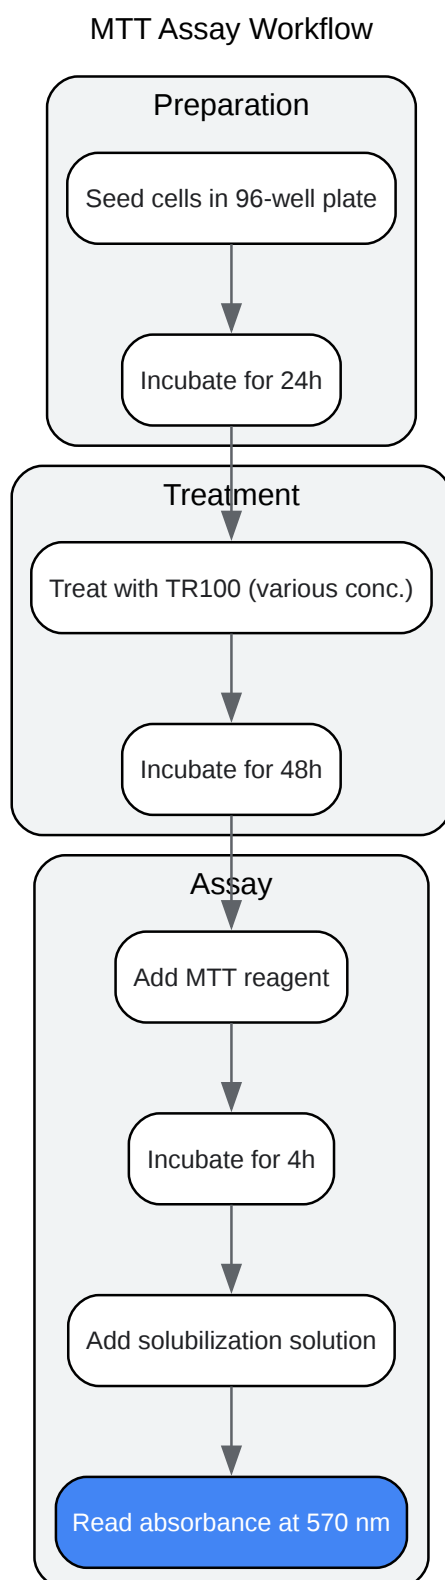 MTT Assay Workflow
Preparation
Seed cells in 96-well plate
Incubate for 24h
Treatment
Treat with TR100 (various conc.)
Incubate for 48h
Assay
Add MTT reagent
Incubate for 4h
Add solubilization solution
Read absorbance at 570 nm